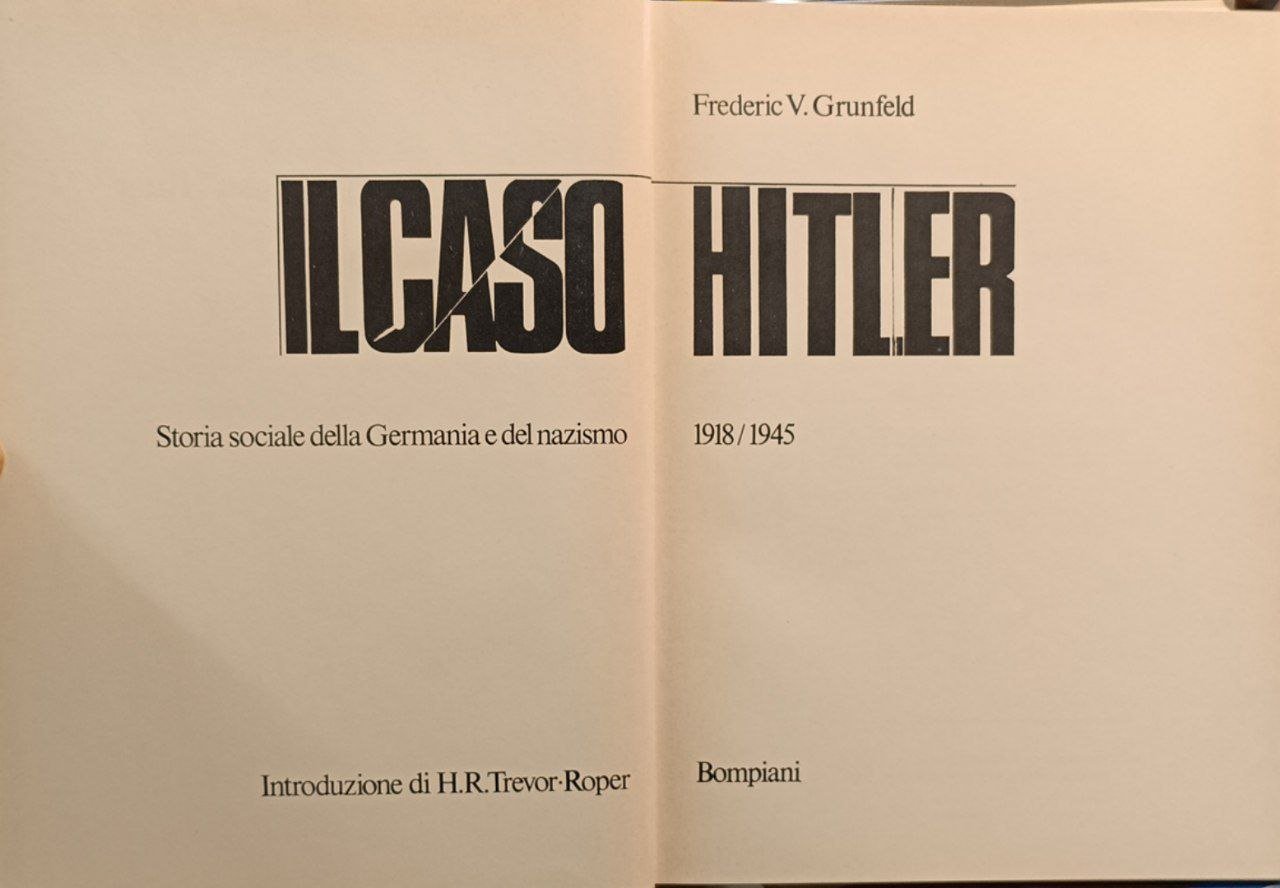 Frederic V. Grunfeld
IL CASO HITLER
Storia sociale della Germania e del nazismo 1918/1945
Introduzione di H.R. Trevor-Roper
Bompiani